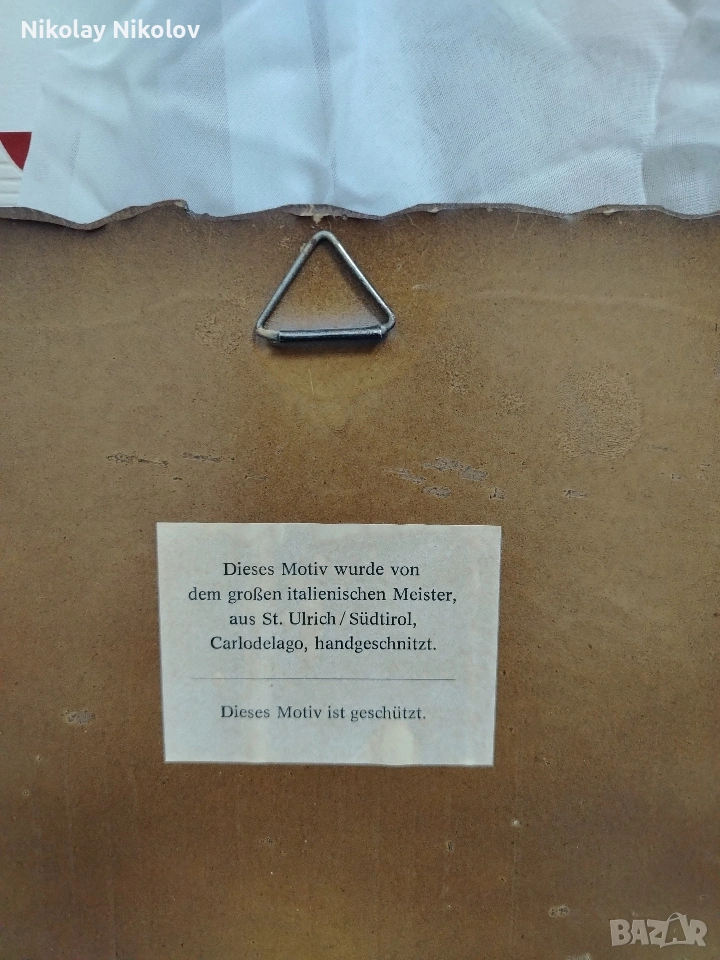 Nikolay Nikolov
Dieses Motiv wurde von
dem großen italienischen Meister,
aus St. Ulrich / Südtirol,
Carlodelago, handgeschnitzt.
Dieses Motiv ist geschützt.
BAZAR